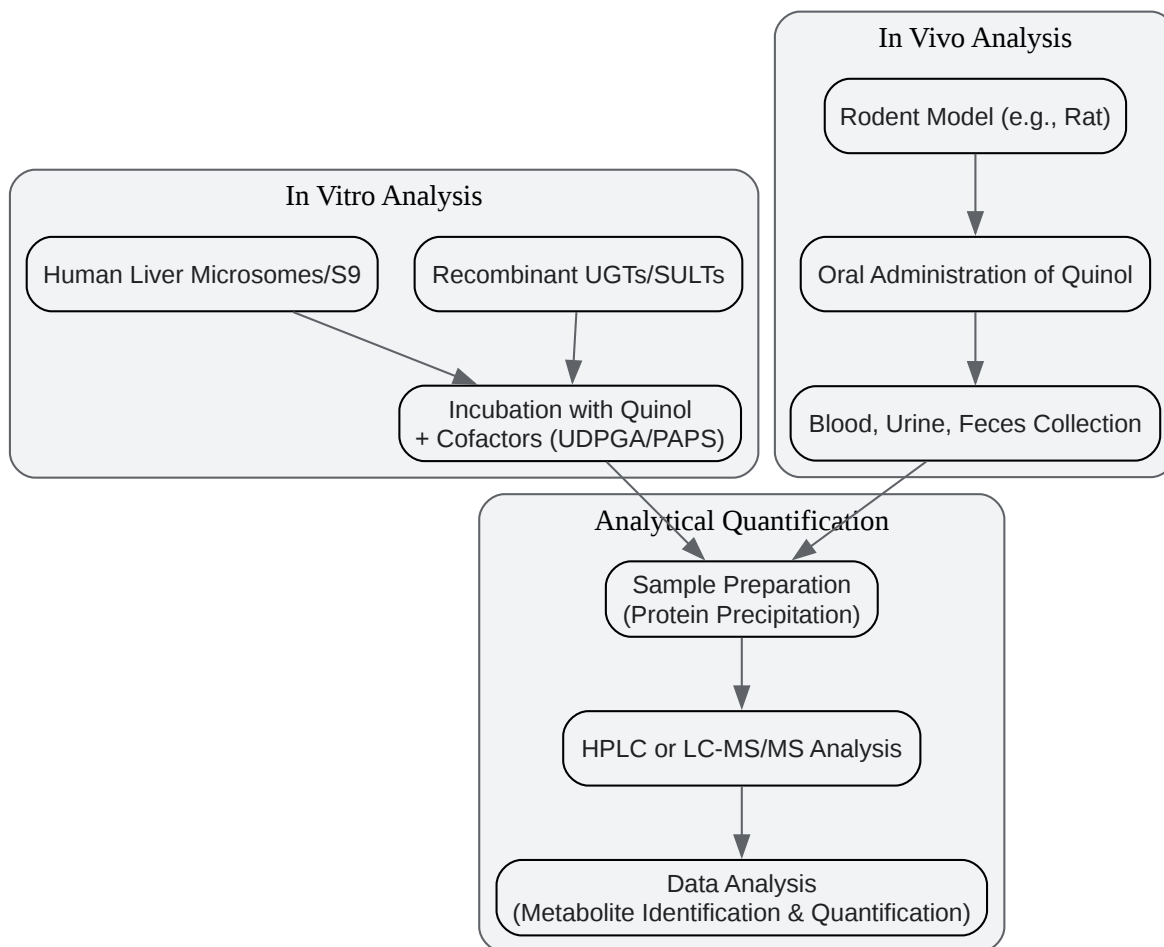 In Vivo Analysis
Rodent Model (e.g., Rat)
Oral Administration of Quinol
Blood, Urine, Feces Collection
In Vitro Analysis
Human Liver Microsomes/S9
Recombinant UGTs/SULTs
Incubation with Quinol
+ Cofactors (UDPGA/PAPS)
Analytical Quantification
Sample Preparation
(Protein Precipitation)
HPLC or LC-MS/MS Analysis
Data Analysis
(Metabolite Identification & Quantification)